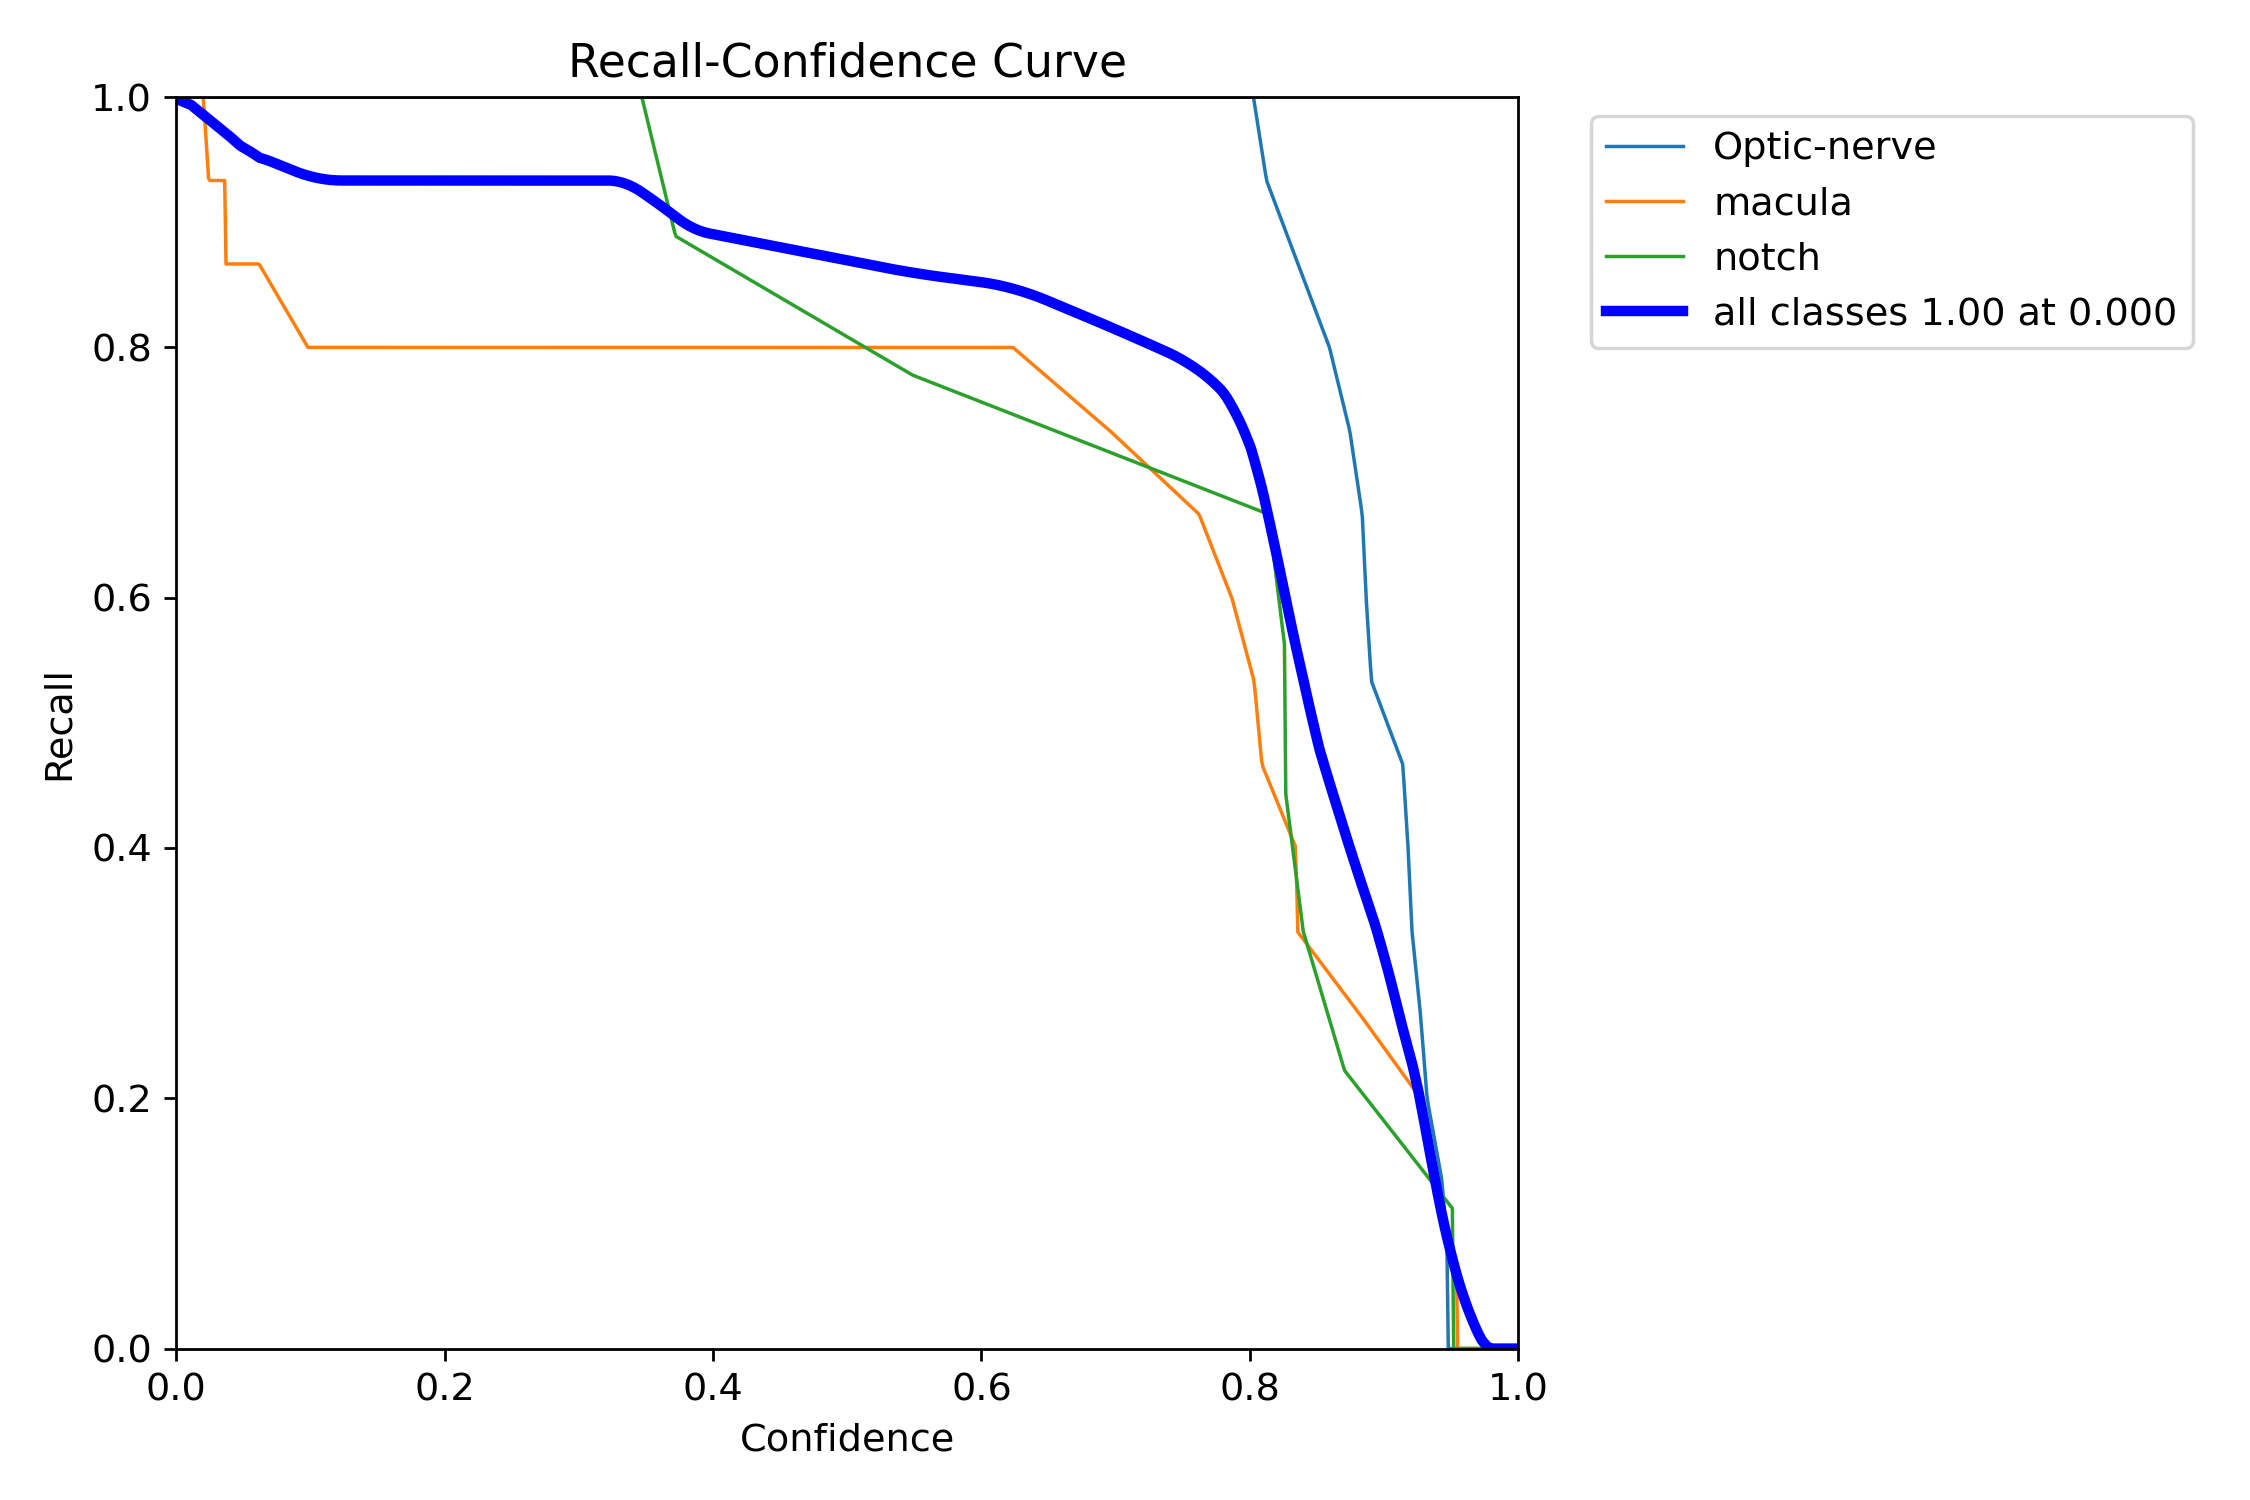 Recall-Confidence Curve
1.0
0.8
0.6
0.4
0.2
0.0
Recall
0.0 0.2 0.4 0.6 0.8 1.0
Confidence
Optic-nerve
macula
notch
all classes 1.00 at 0.000